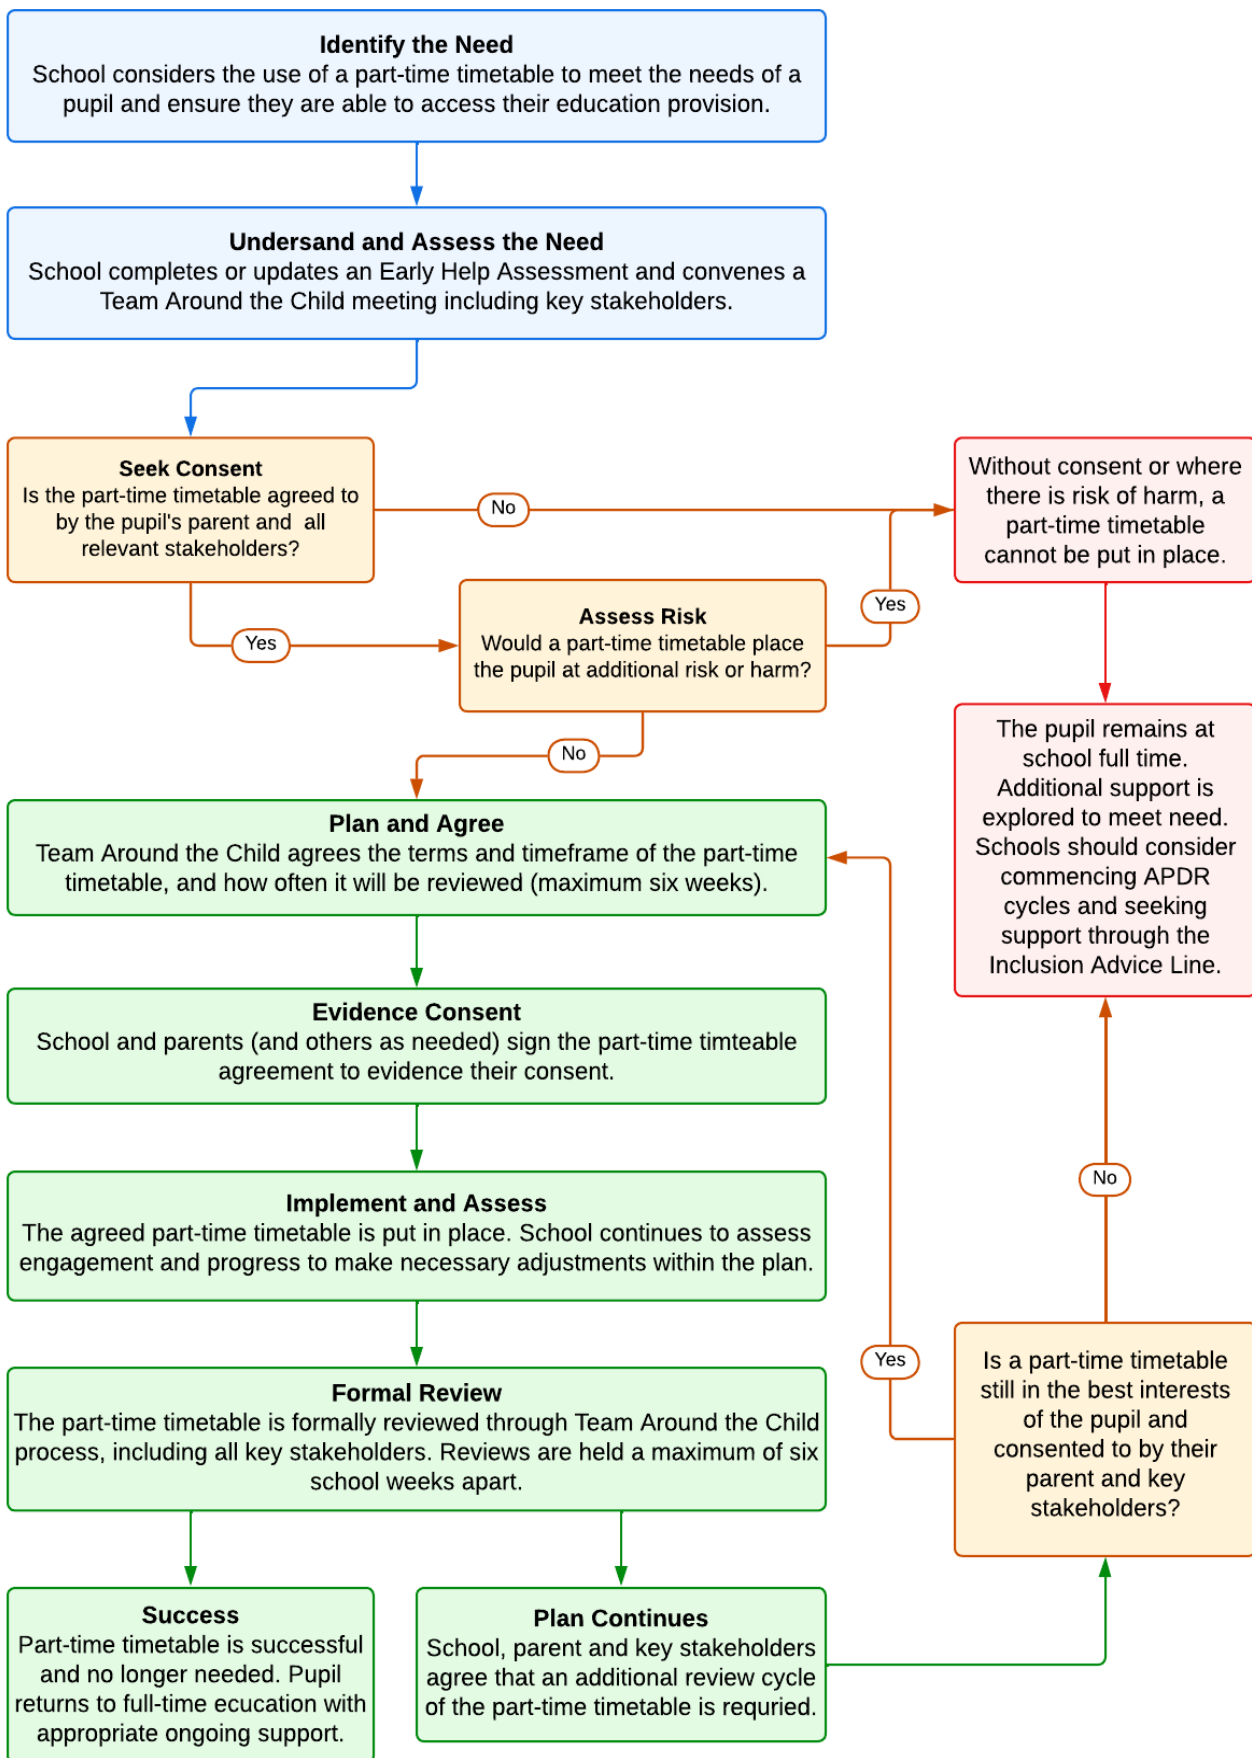 Identify the Need
School considers the use of a part-time timetable to meet the needs of a
pupil and ensure they are able to access their education provision.
Undersand and Assess the Need
School completes or updates an Early Help Assessment and convenes a
Team Around the Child meeting including key stakeholders.
Seek Consent
Is the part-time timetable agreed to
by the pupil's parent and all
relevant stakeholders?
No
Without consent or where
there is risk of harm, a
part-time timetable
cannot be put in place.
Yes
Assess Risk
Would a part-time timetable place
the pupil at additional risk or harm?
Yes
No
The pupil remains at
school full time.
Additional support is
explored to meet need.
Schools should consider
commencing APDR
cycles and seeking
support through the
Inclusion Advice Line.
Plan and Agree
Team Around the Child agrees the terms and timeframe of the part-time
timetable, and how often it will be reviewed (maximum six weeks).
Evidence Consent
School and parents (and others as needed) sign the part-time timteable
agreement to evidence their consent.
Implement and Assess
The agreed part-time timetable is put in place. School continues to assess
engagement and progress to make necessary adjustments within the plan.
No
Yes
Is a part-time timetable
still in the best interests
of the pupil and
consented to by their
parent and key
stakeholders?
Formal Review
The part-time timetable is formally reviewed through Team Around the Child
process, including all key stakeholders. Reviews are held a maximum of six
school weeks apart.
Success
Part-time timetable is successful
and no longer needed. Pupil
returns to full-time ecucation with
appropriate ongoing support.
Plan Continues
School, parent and key stakeholders
agree that an additional review cycle
of the part-time timetable is requried.